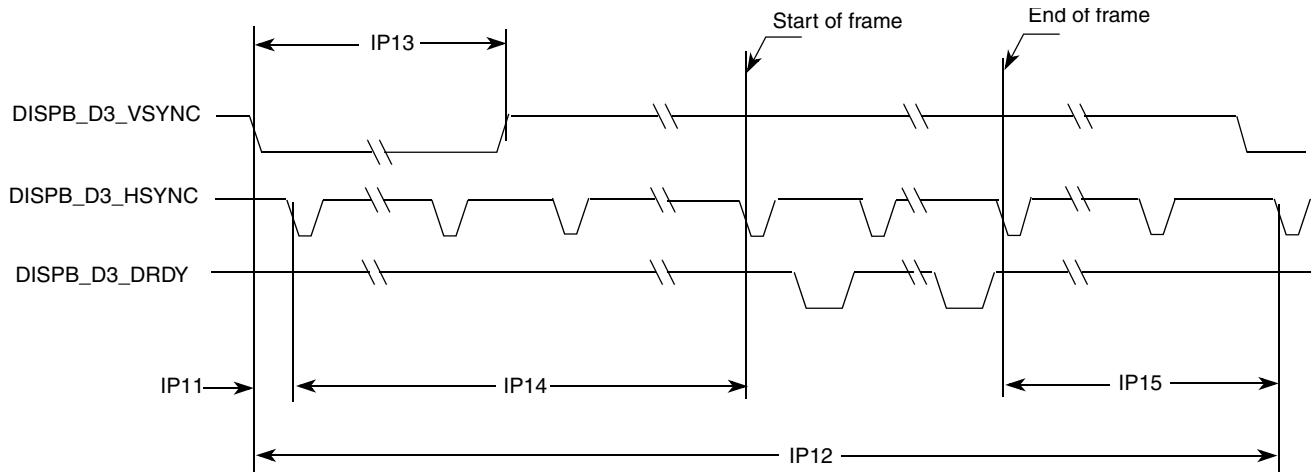 Start of frame
End of frame
IP13
DISPB_D3_VSYNC
DISPB_D3_HSYNC
DISPB_D3_DRDY
IP11
IP14
IP15
IP12